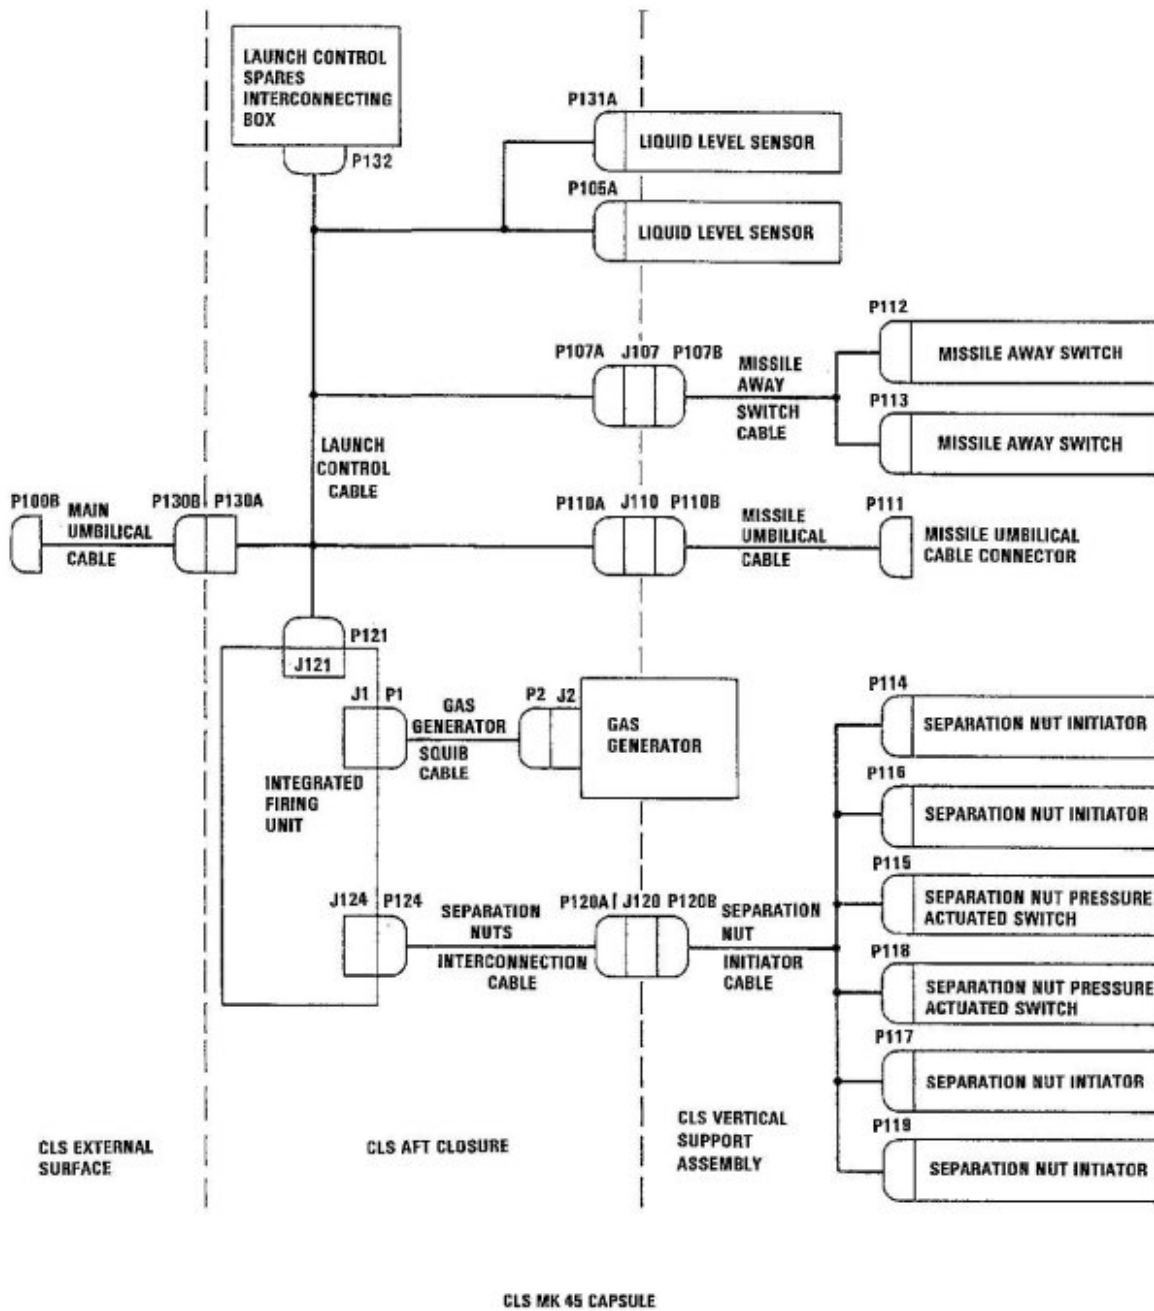 LAUNCH CONTROL
SPARES
INTERCONNECTING
BOX
P132
P131A
LIQUID LEVEL SENSOR
P105A
LIQUID LEVEL SENSOR
P112
MISSILE AWAY SWITCH
P107A J107 P107B
MISSILE
AWAY
SWITCH
CABLE
P113
MISSILE AWAY SWITCH
LAUNCH
CONTROL
CABLE
P100B
MAIN
UMBILICAL
CABLE
P130B P130A
P110A J110 P110B
MISSILE
UMBILICAL
CABLE
P111
MISSILE UMBILICAL
CABLE CONNECTOR
P121
J121
J1 P1
GAS
GENERATOR
SQUIB
CABLE
P2 J2
GAS
GENERATOR
INTEGRATED
FIRING
UNIT
P114
SEPARATION NUT INITIATOR
P116
SEPARATION NUT INITIATOR
P115
SEPARATION NUT PRESSURE
ACTUATED SWITCH
J124 P124
SEPARATION
NUTS
INTERCONNECTION
CABLE
P120A J120 P120B
SEPARATION
NUT
INITIATOR
CABLE
P118
SEPARATION NUT PRESSURE
ACTUATED SWITCH
P117
SEPARATION NUT INTIATOR
P119
SEPARATION NUT INTIATOR
CLS EXTERNAL
SURFACE
CLS AFT CLOSURE
CLS VERTICAL
SUPPORT
ASSEMBLY
CLS MK 45 CAPSULE